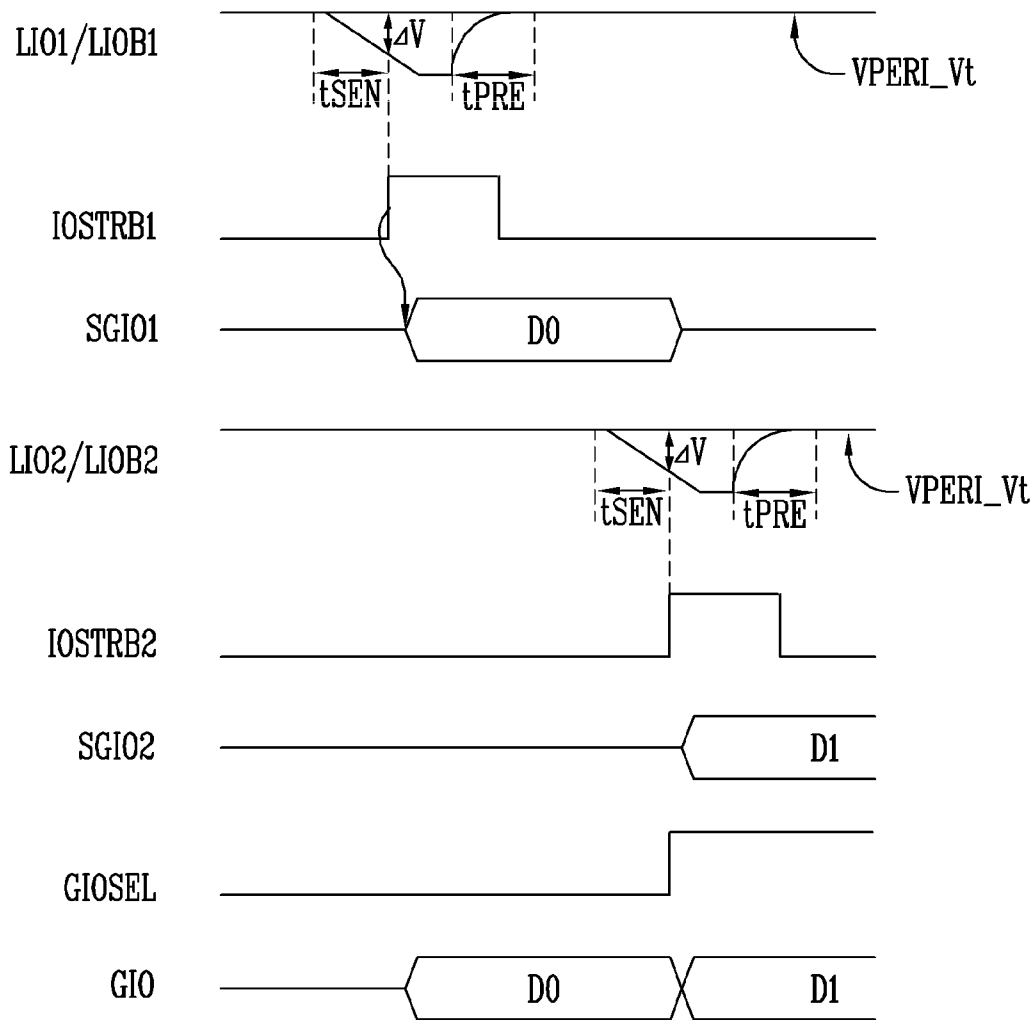 LIO1/LIOB1
ΔV
VPERI_Vt
tSEN
tPRE
IOSTRB1
SGIO1
D0
LIO2/LIOB2
ΔV
VPERI_Vt
tSEN
tPRE
IOSTRB2
SGIO2
D1
GIOSEL
GIO
D0
D1